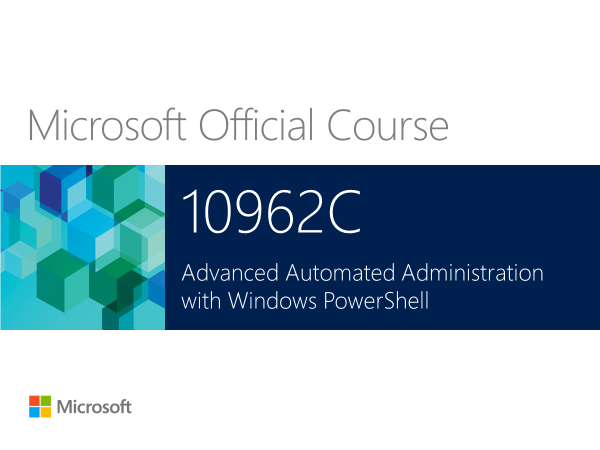 Microsoft Official Course
10962C
Advanced Automated Administration
with Windows PowerShell
Microsoft